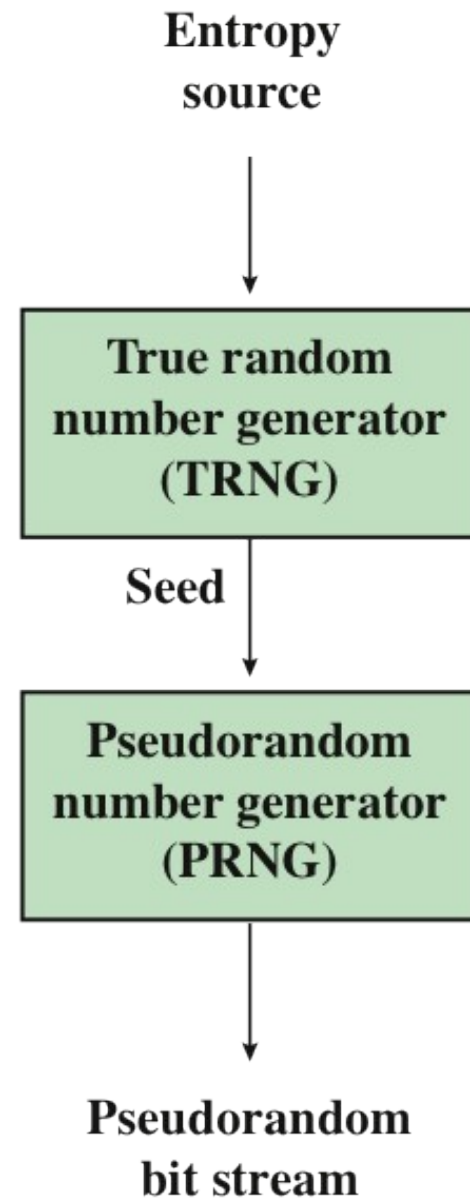 Entropy
source
True random
number generator
(TRNG)
Seed
Pseudorandom
number generator
(PRNG)
Pseudorandom
bit stream